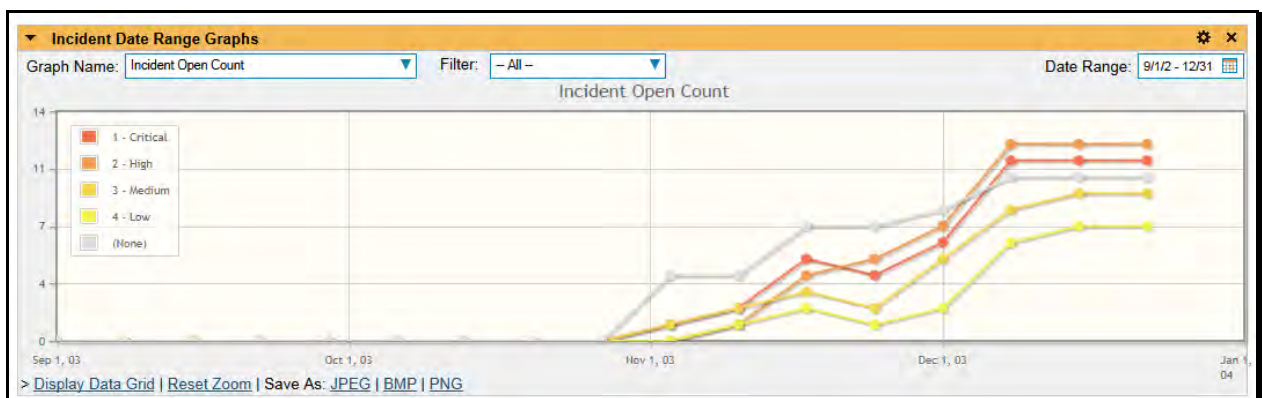 Incident Date Range Graphs
Graph Name: Incident Open Count Filter: -- All -- Date Range: 9/1/2 - 12/31
Incident Open Count
14
1 - Critical
11
2 - High
3 - Medium
7
4 - Low
(None)
4
0
Sep 1, 03 Oct 1, 03 Nov 1, 03 Dec 1, 03 Jan 1, 04
> Display Data Grid | Reset Zoom | Save As: JPEG | BMP | PNG